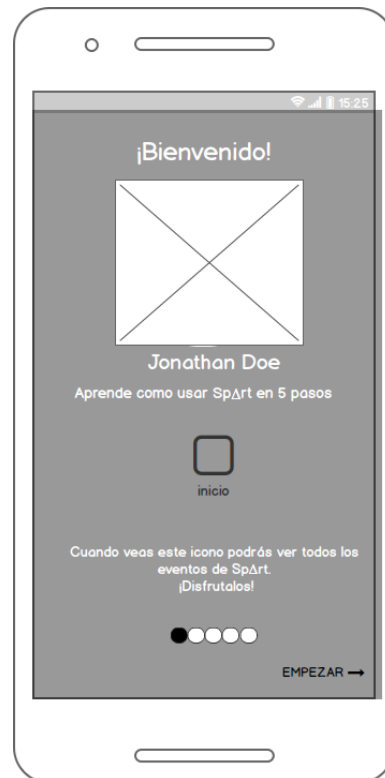 15:25
¡Bienvenido!
Jonathan Doe
Aprende como usar Sp∆rt en 5 pasos
inicio
Cuando veas este icono podrás ver todos los
eventos de Sp∆rt.
¡Disfrutalos!
EMPEZAR